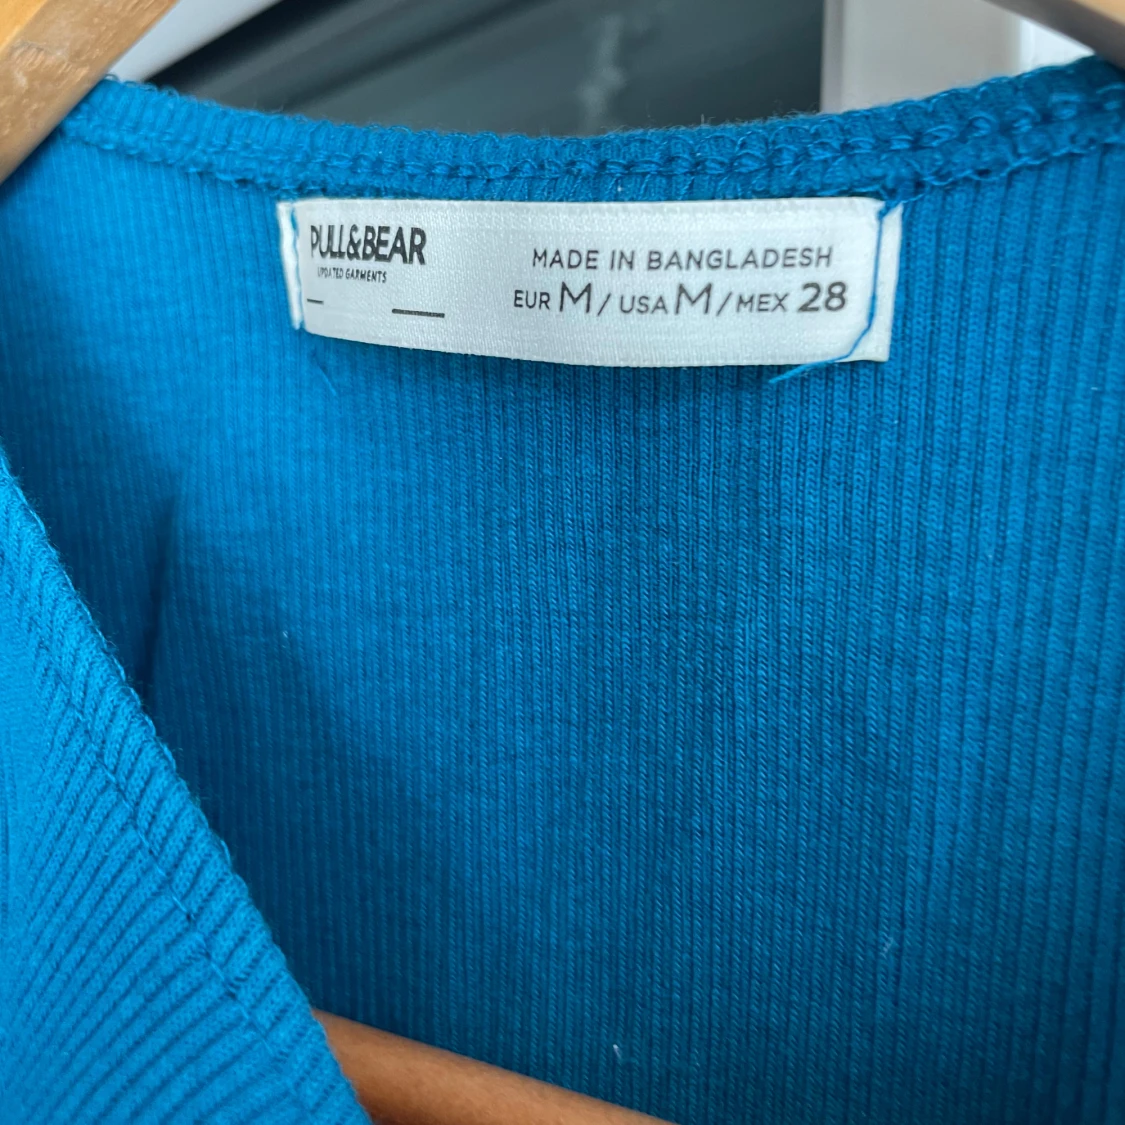 PULL&BEAR
UPDATED GARMENTS
MADE IN BANGLADESH
EUR M / USA M / MEX 28